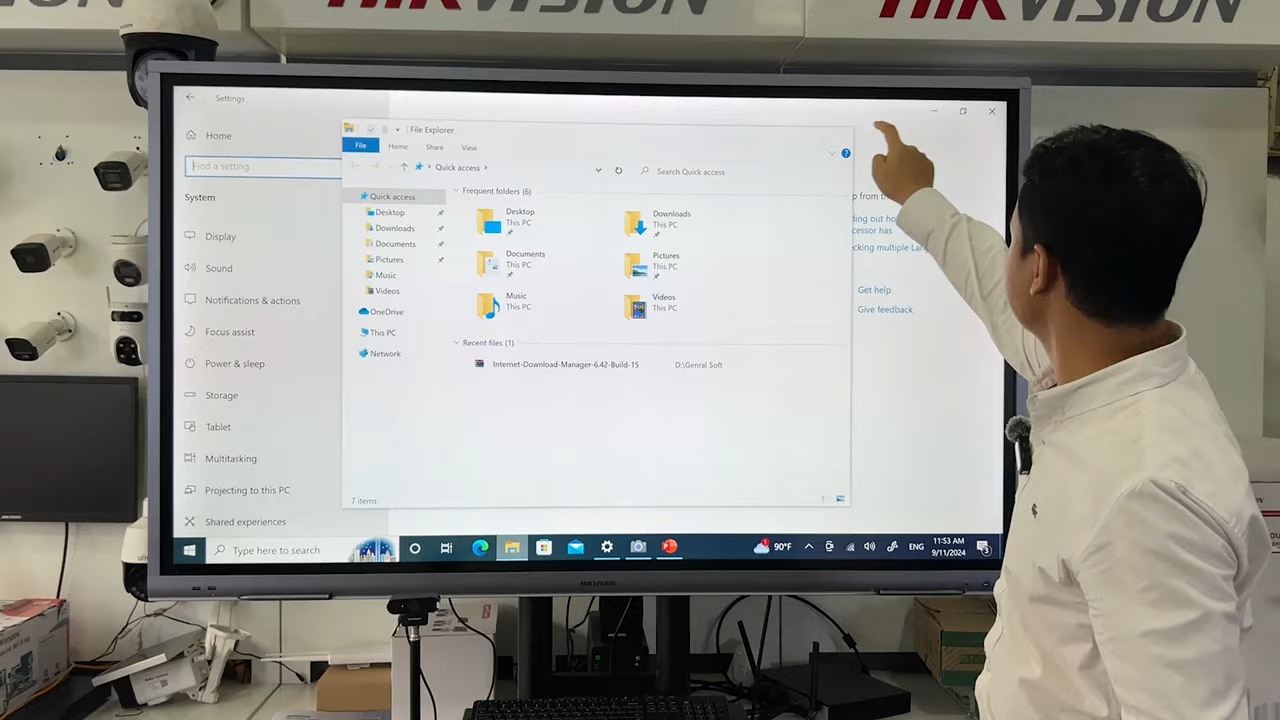 HIKVISION
HIKVISION
Settings
Home
Find a setting
System
Display
Sound
Notifications & actions
Focus assist
Power & sleep
Storage
Tablet
Multitasking
Projecting to this PC
Shared experiences
File Explorer
File Home Share View
Quick access
Search Quick access
Quick access
Desktop
Downloads
Documents
Pictures
Music
Videos
OneDrive
This PC
Network
Frequent folders (6)
Desktop
This PC
Downloads
This PC
Documents
This PC
Pictures
This PC
Music
This PC
Videos
This PC
Recent files (1)
Internet-Download-Manager-6.42-Build-15 D:\Genral Soft
7 items
Get help
Give feedback
Type here to search
90°F
ENG
11:53 AM
9/11/2024
3
HIKVISION